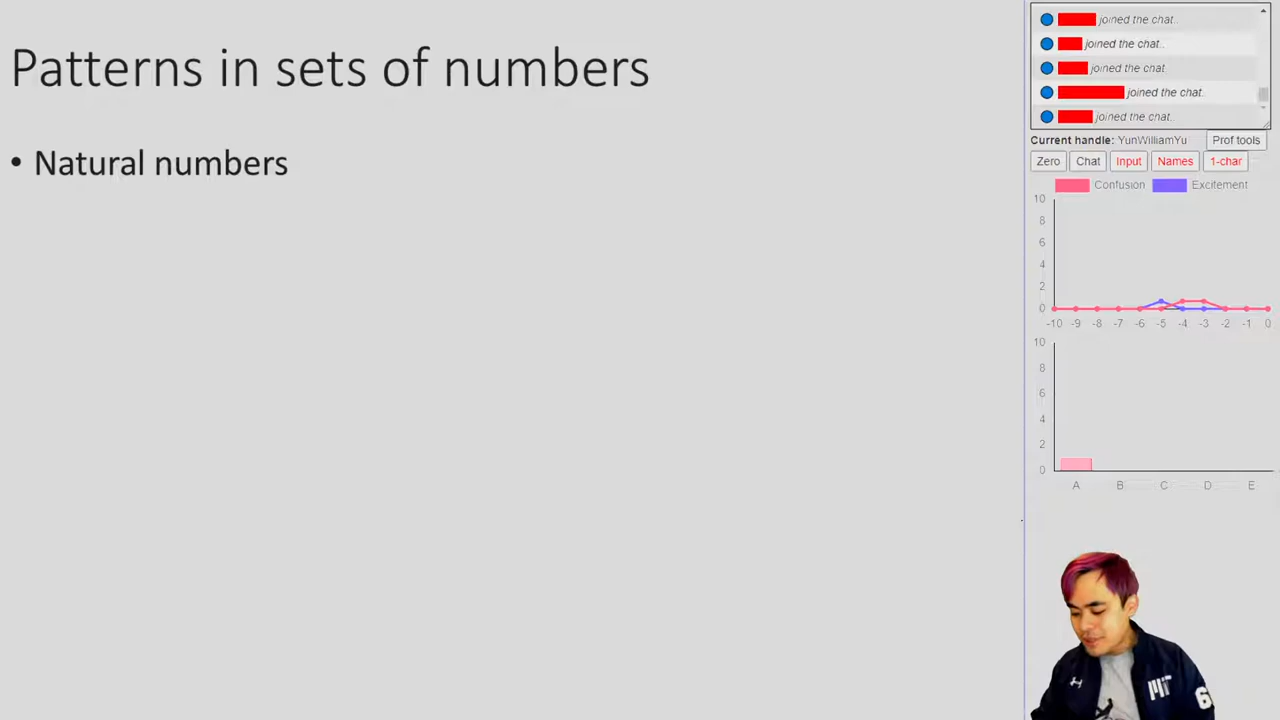 Patterns in sets of numbers
• Natural numbers
joined the chat..
joined the chat..
joined the chat.
joined the chat.
joined the chat..
Current handle: YunWilliamYu Prof tools
Zero Chat Input Names 1-char
Confusion Excitement
10
8
6
4
2
0
-10 -9 -8 -7 -6 -5 -4 -3 -2 -1 0
10
8
6
4
2
0
A B C D E
MIT
6